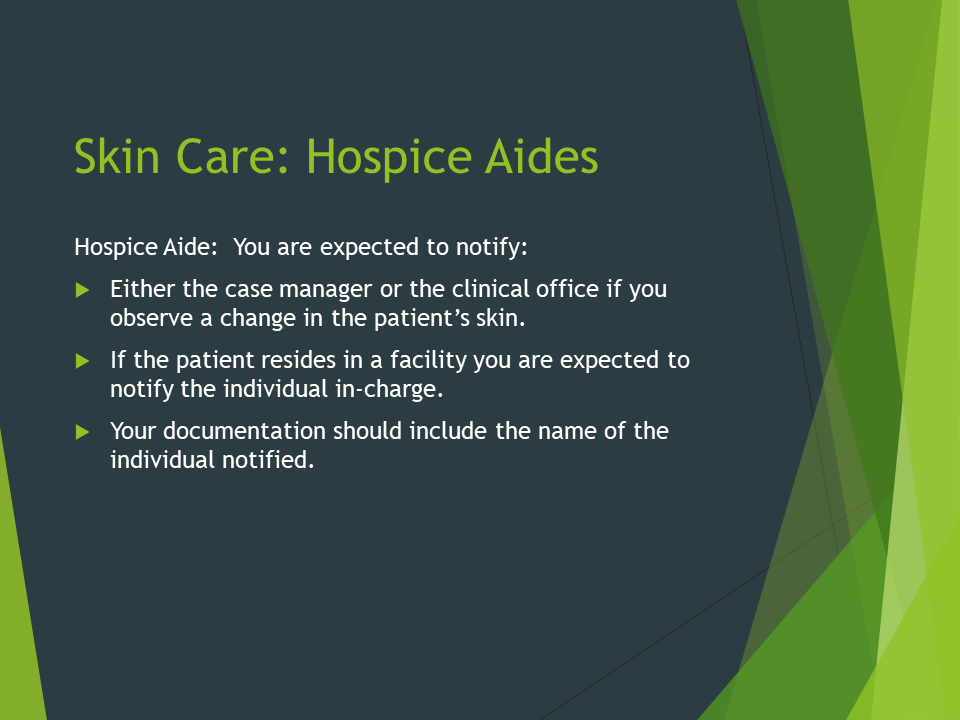 Skin Care: Hospice Aides
Hospice Aide:  You are expected to notify:
Either the case manager or the clinical office if you
observe a change in the patient’s skin.
If the patient resides in a facility you are expected to
notify the individual in-charge.
Your documentation should include the name of the
individual notified.